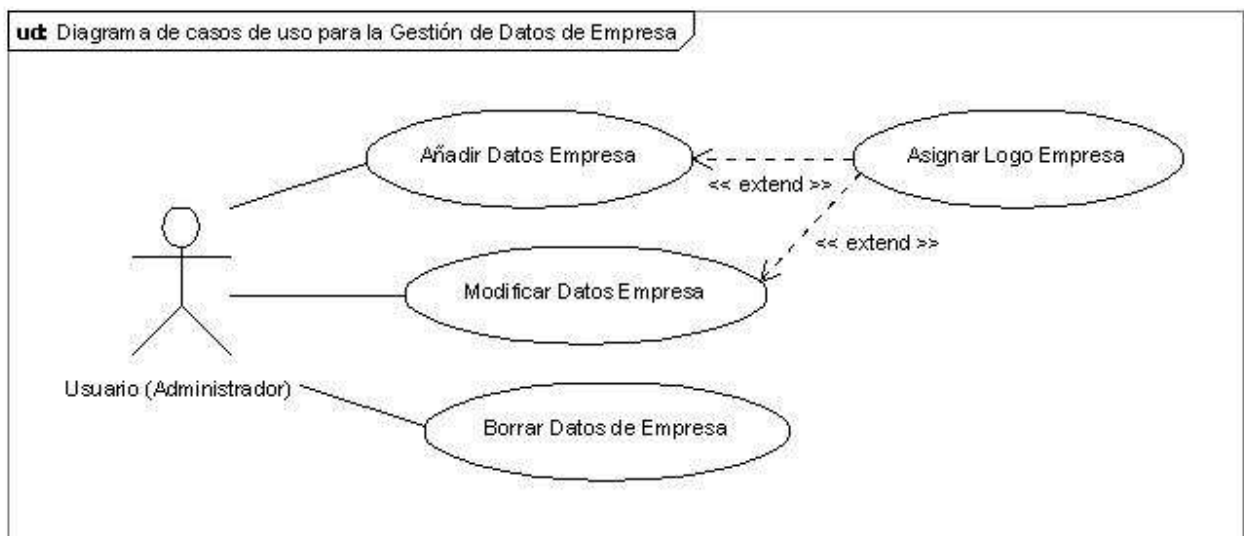 uct Diagrama de casos de uso para la Gestión de Datos de Empresa
Añadir Datos Empresa
Asignar Logo Empresa
<< extend >>
<< extend >>
Modificar Datos Empresa
Usuario (Administrador)
Borrar Datos de Empresa